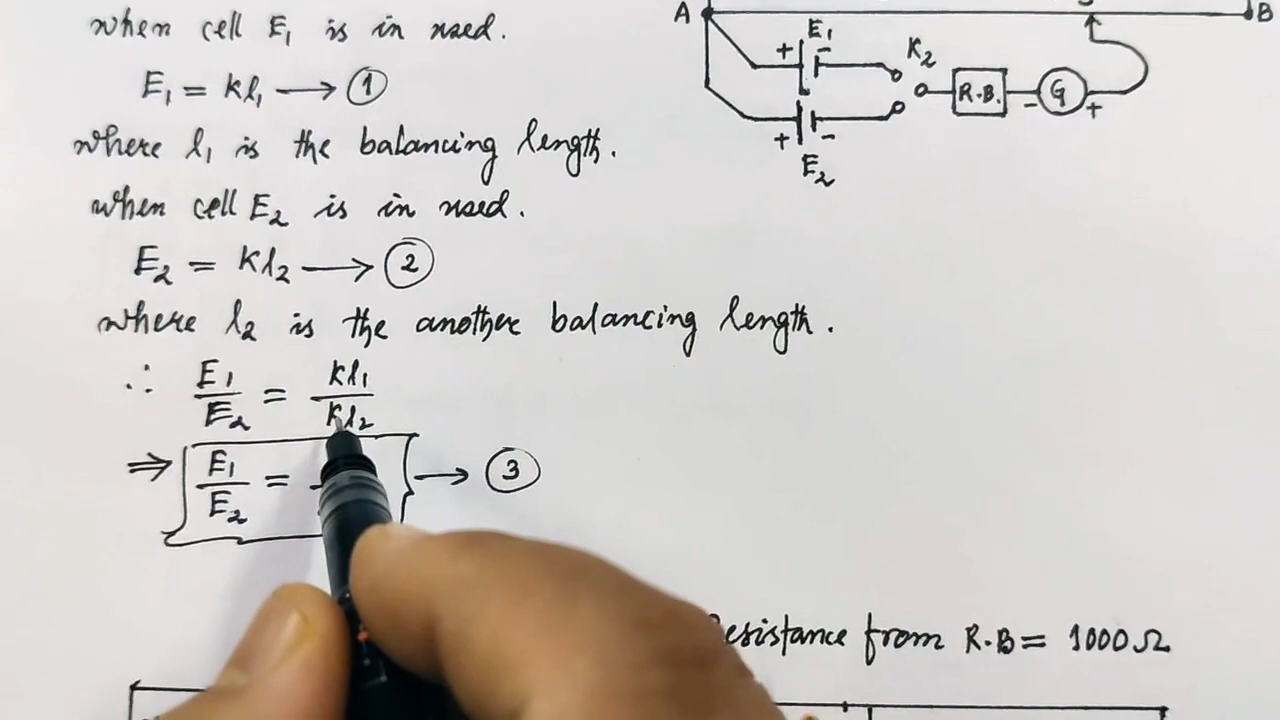 when cell E₁ is in used.
E₁ = Kl₁ → ①
where l₁ is the balancing length.
when cell E₂ is in used.
E₂ = Kl₂ → ②
where l₂ is the another balancing length.
∴ E₁/E₂ = Kl₁/Kl₂
⇒ E₁/E₂ = → ③
A B
+ E₁ -
K₂
R.B. - G +
+ -
E₂
from R.B = 1000 Ω